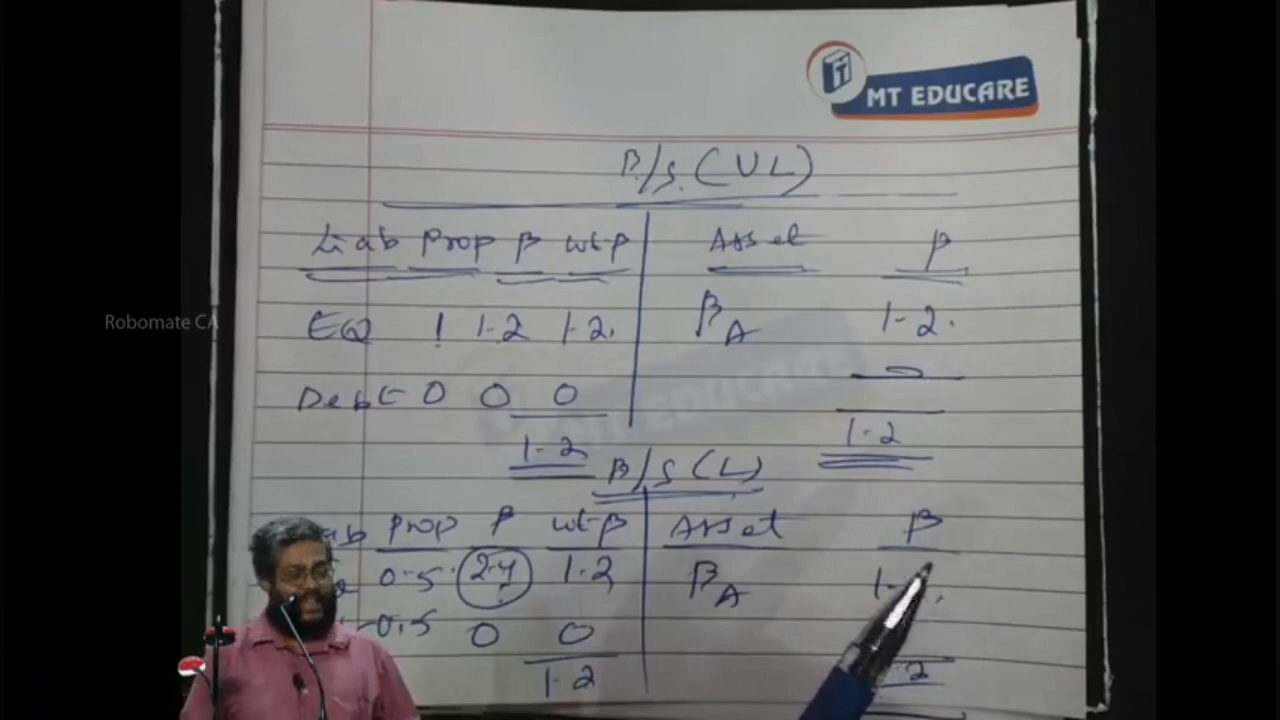 MT EDUCARE
B/S. (UL)
Liab Prop β wt-β Asset β
Robomate CA
EQ 1 1.2 1.2. βA 1.2.
Debt 0 0 0 0
1.2 1.2
B/S (L)
Prop β wt-β Asset β
0.5 2.4 1.2 βA
0.5 0 0
1.2